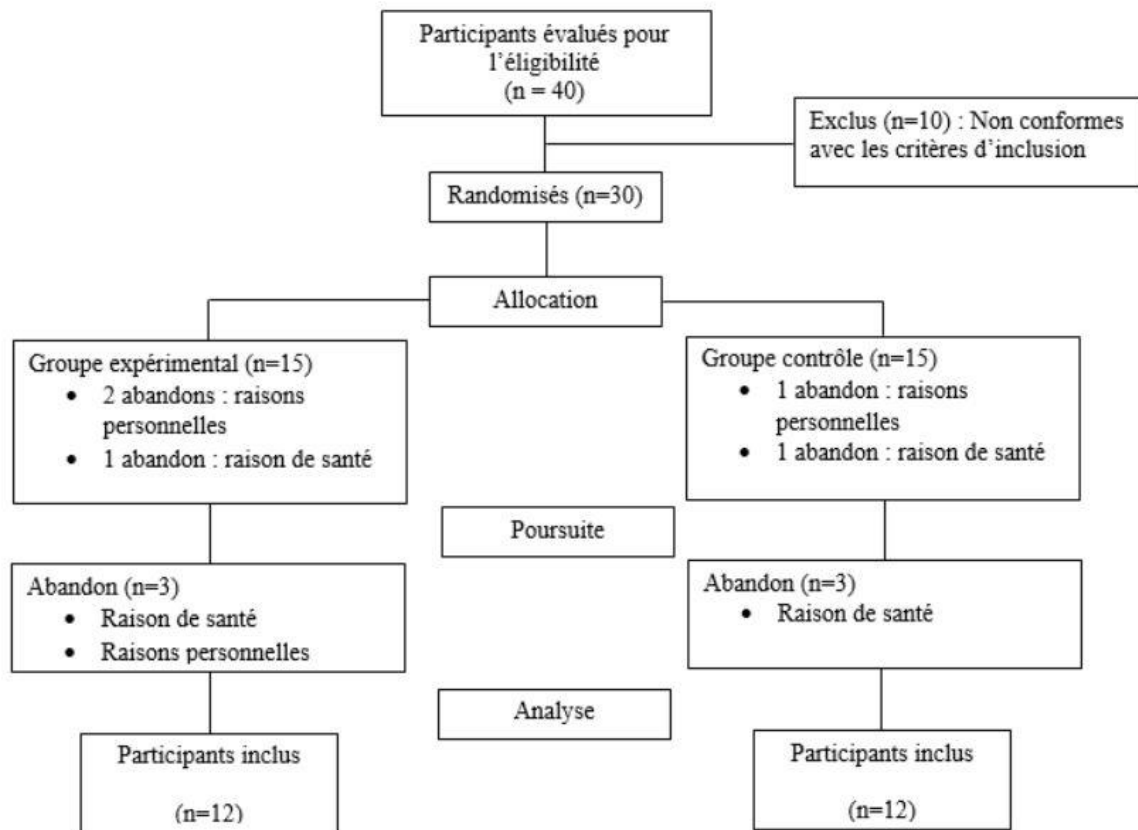 Participants évalués pour
l'éligibilité
(n = 40)
Exclus (n=10) : Non conformes
avec les critères d'inclusion
Randomisés (n=30)
Allocation
Groupe expérimental (n=15)
• 2 abandons : raisons
personnelles
• 1 abandon : raison de santé
Groupe contrôle (n=15)
• 1 abandon : raisons
personnelles
• 1 abandon : raison de santé
Poursuite
Abandon (n=3)
• Raison de santé
• Raisons personnelles
Abandon (n=3)
• Raison de santé
Analyse
Participants inclus
(n=12)
Participants inclus
(n=12)